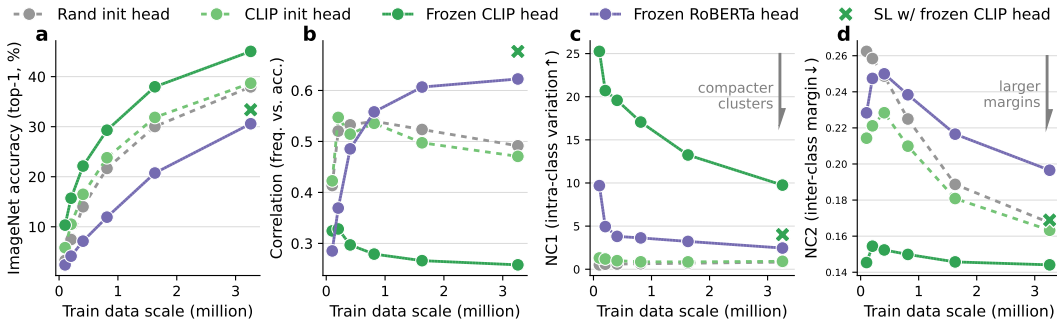 Rand init head CLIP init head Frozen CLIP head Frozen RoBERTa head SL w/ frozen CLIP head
a
ImageNet accuracy (top-1, %)
40
30
20
10
0 1 2 3
Train data scale (million)
b
Correlation (freq. vs. acc.)
0.6
0.5
0.4
0.3
0 1 2 3
Train data scale (million)
c
NC1 (intra-class variation↑)
25
20
15
10
5
0
compacter
clusters
0 1 2 3
Train data scale (million)
d
NC2 (inter-class margin↓)
0.26
0.24
0.22
0.20
0.18
0.16
0.14
larger
margins
0 1 2 3
Train data scale (million)